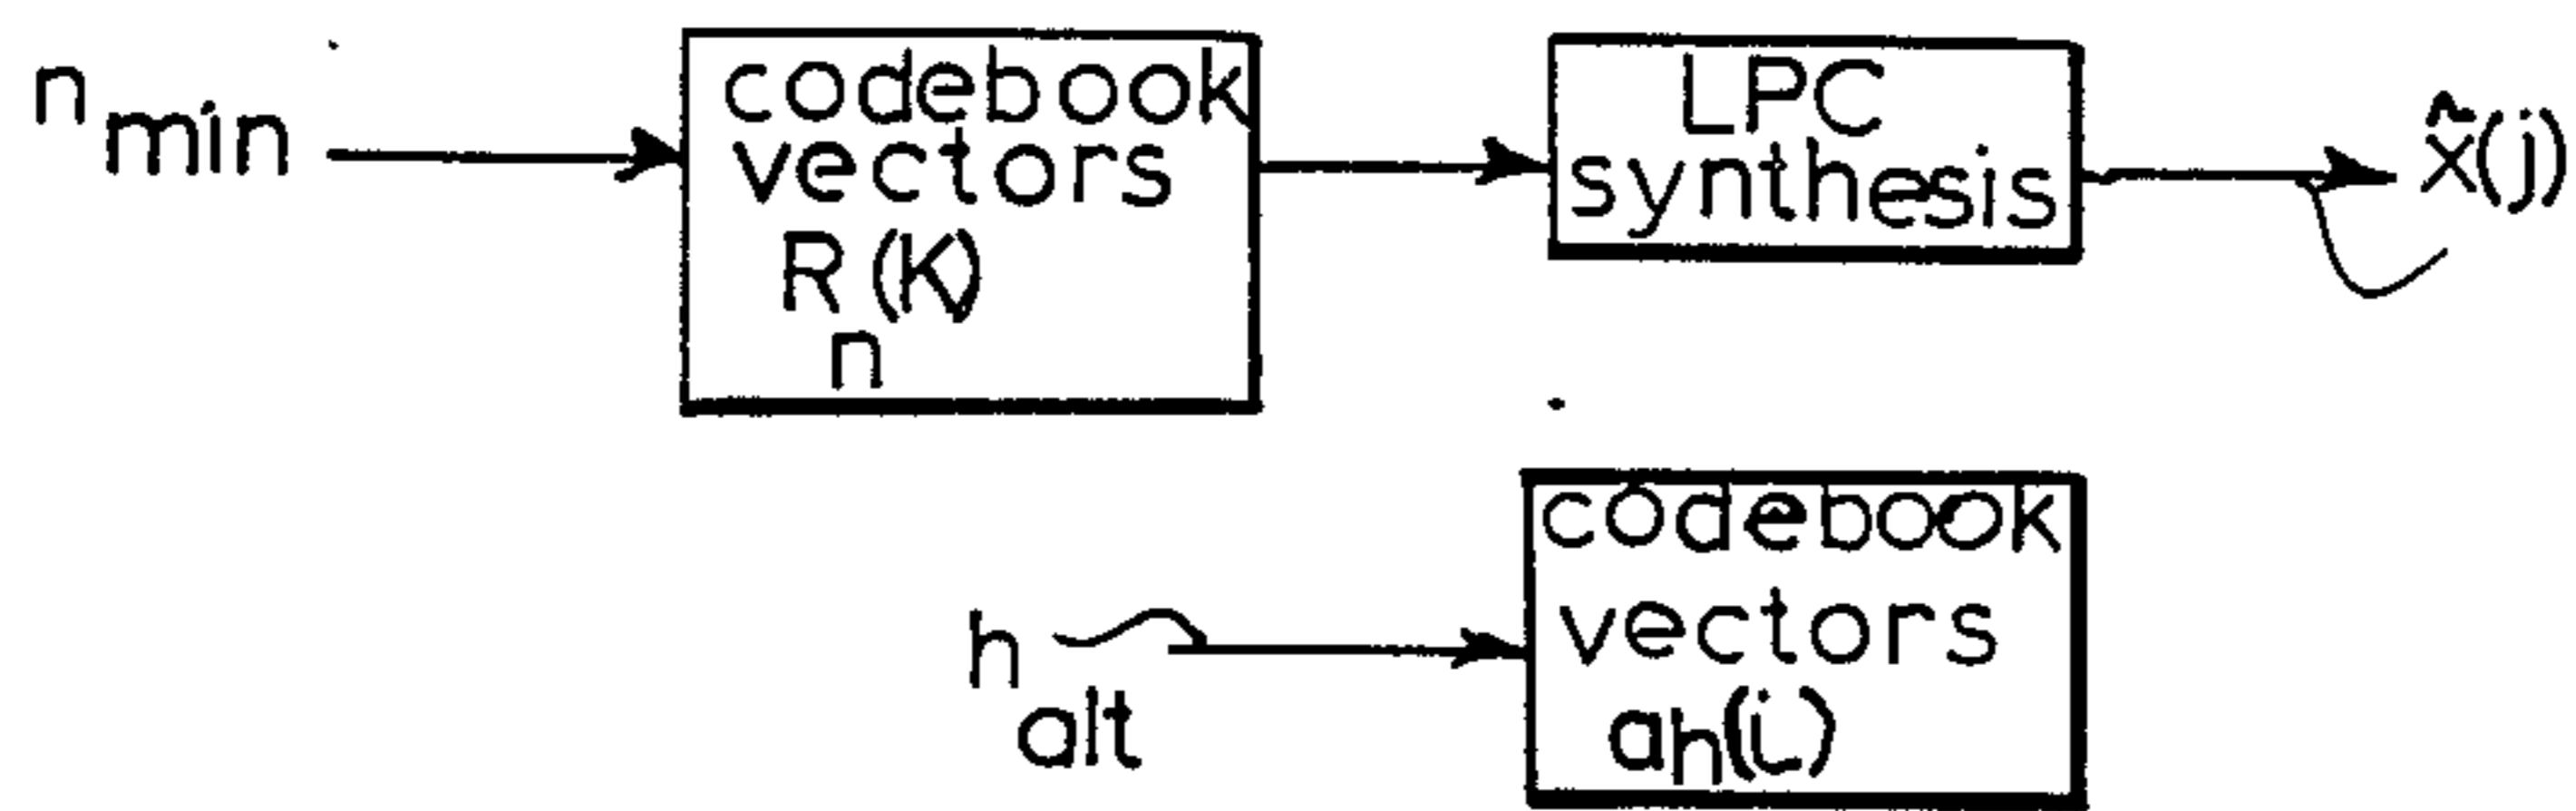 n min
codebook
vectors
R (K)
n
LPC
synthesis
x̂(j)
h alt
codebook
vectors
ah(i)